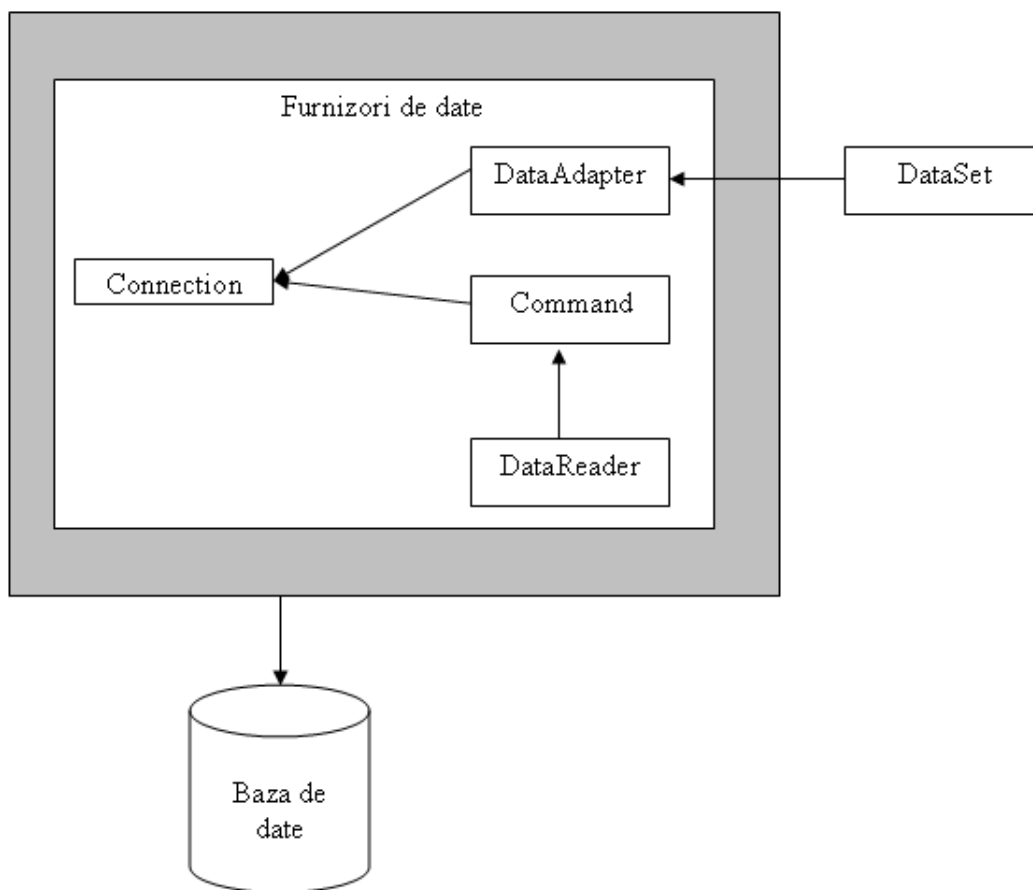 Furnizori de date
DataAdapter
DataSet
Connection
Command
DataReader
Baza de
date